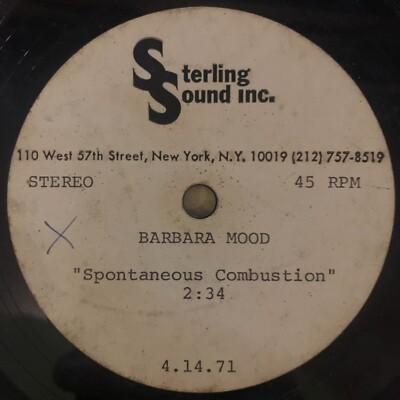 Sterling
Sound inc.
110 West 57th Street, New York, N.Y. 10019 (212) 757-8519
STEREO 45 RPM
X
BARBARA MOOD
"Spontaneous Combustion"
2:34
4.14.71